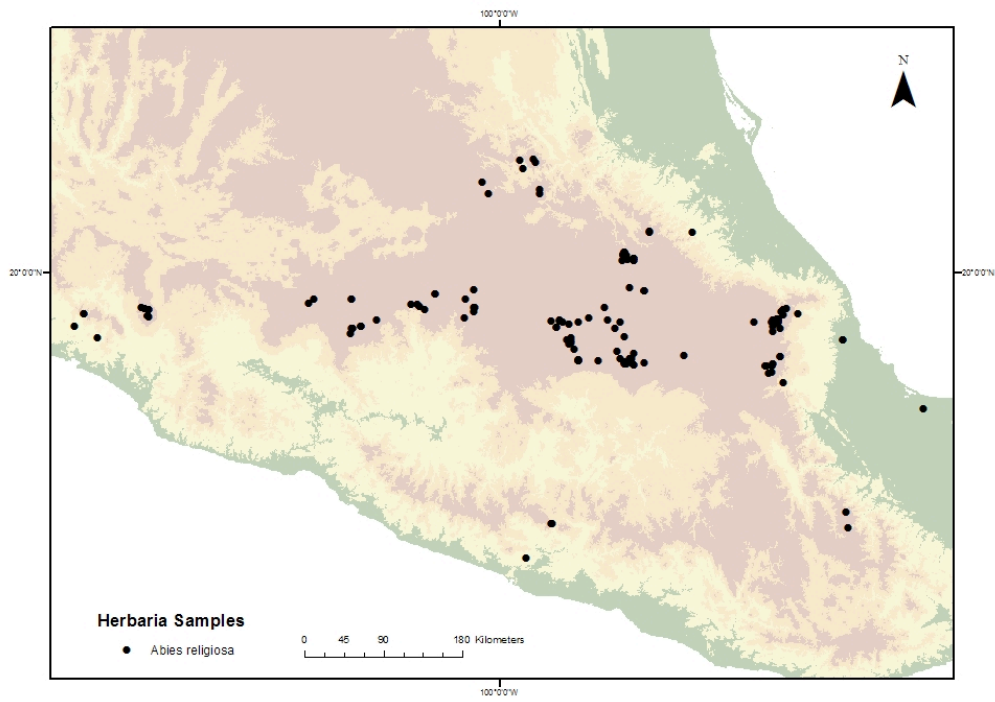 100°0'0"W
N
20°0'0"N
20°0'0"N
Herbaria Samples
0 45 90 180 Kilometers
Abies religiosa
100°0'0"W